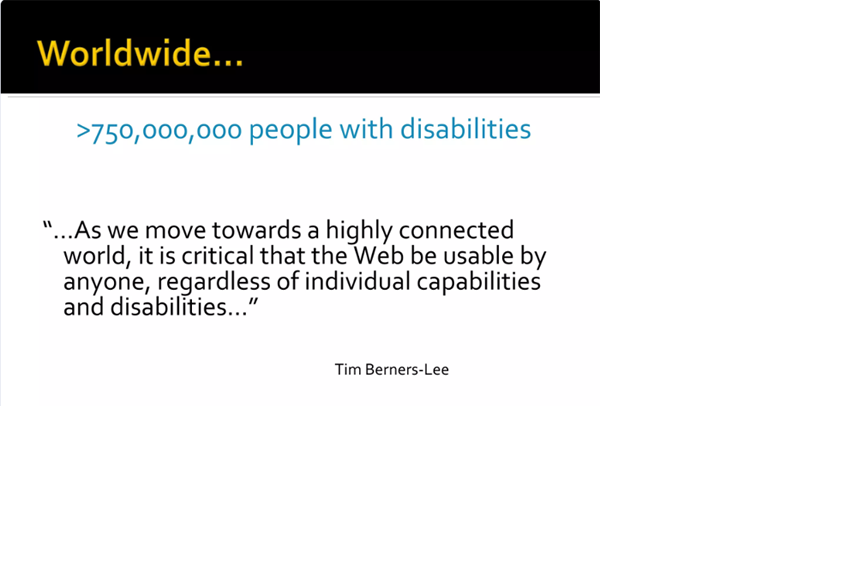 Worldwide...
>750,000,000 people with disabilities
“...As we move towards a highly connected
world, it is critical that the Web be usable by
anyone, regardless of individual capabilities
and disabilities...”
Tim Berners-Lee